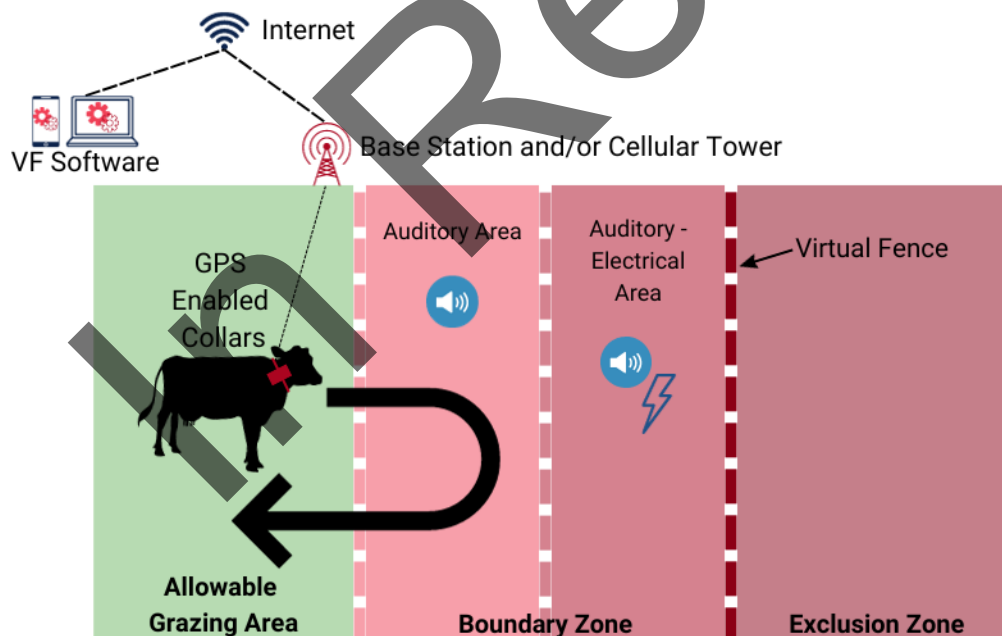 Internet
VF Software
Base Station and/or Cellular Tower
GPS
Enabled
Collars
Auditory Area
Auditory -
Electrical
Area
Virtual Fence
Allowable
Grazing Area
Boundary Zone
Exclusion Zone
In Re